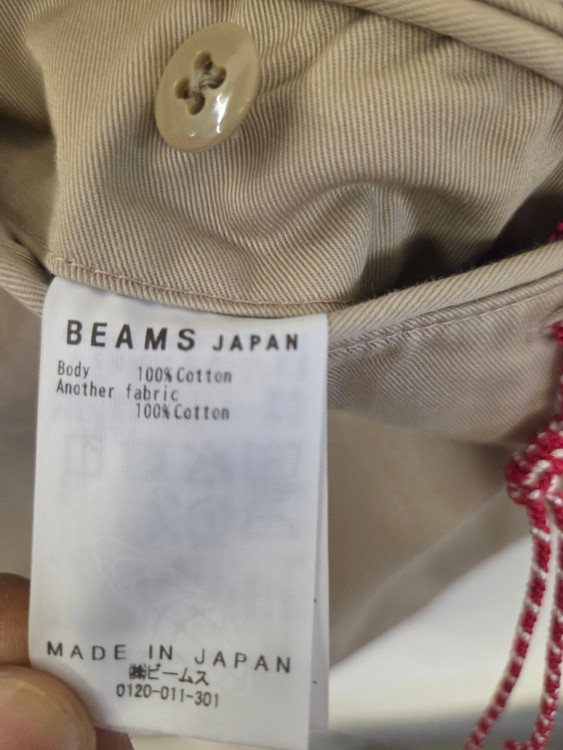 BEAMS JAPAN
Body 100% Cotton
Another fabric
100% Cotton
MADE IN JAPAN
㈱ビームス
0120-011-301